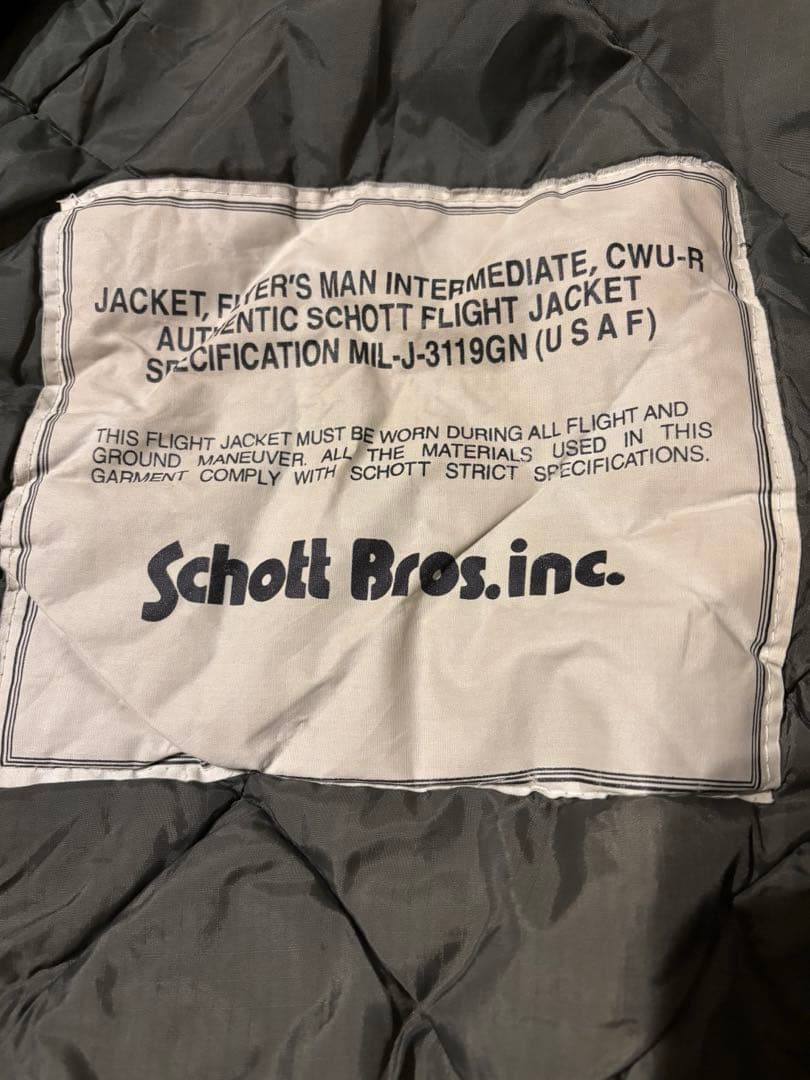 JACKET, FLYER'S MAN INTERMEDIATE, CWU-R
AUTHENTIC SCHOTT FLIGHT JACKET
SPECIFICATION MIL-J-3119GN (U S A F)
THIS FLIGHT JACKET MUST BE WORN DURING ALL FLIGHT AND
GROUND MANEUVER. ALL THE MATERIALS USED IN THIS
GARMENT COMPLY WITH SCHOTT STRICT SPECIFICATIONS.
Schott Bros. inc.